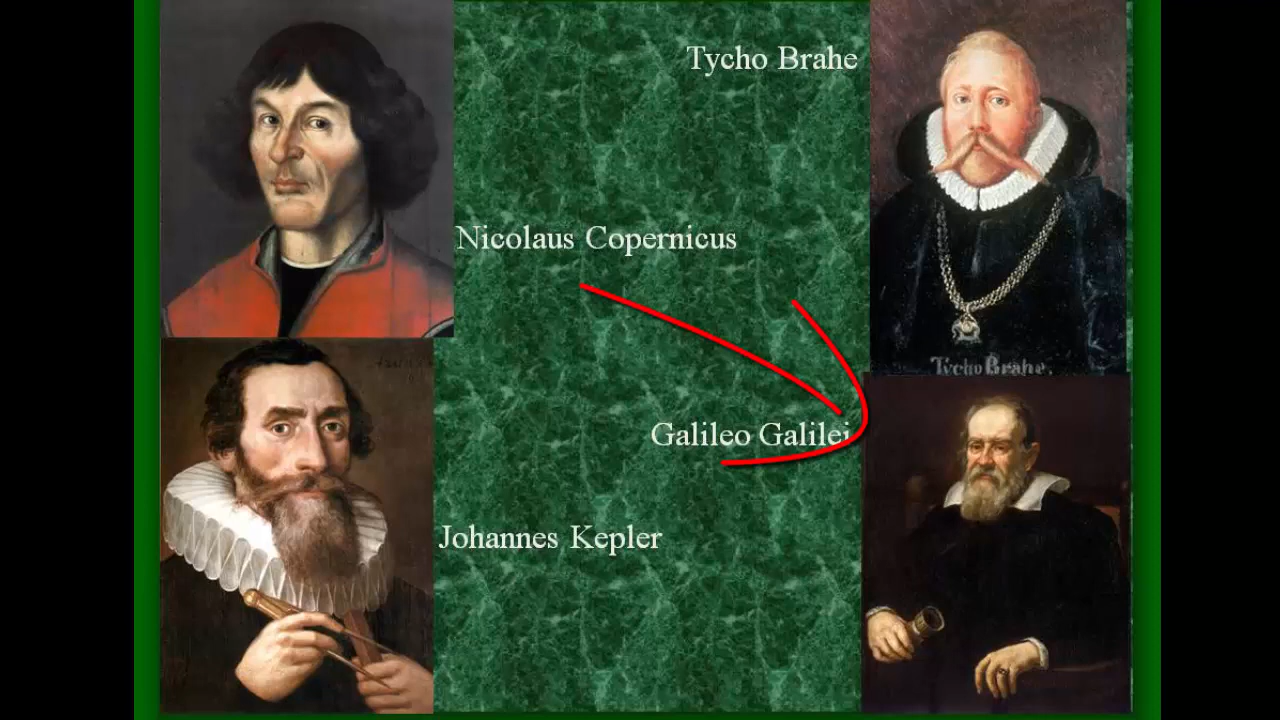 Tycho Brahe
Nicolaus Copernicus
Tycho Brahe.
Galileo Galilei
Johannes Kepler